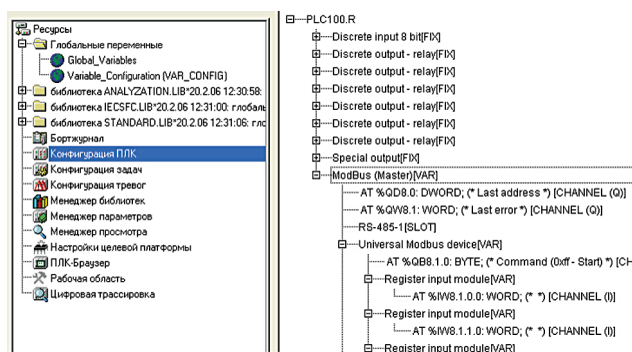 Ресурсы
Глобальные переменные
Global_Variables
Variable_Configuration (VAR_CONFIG)
библиотека ANALYZATION.LIB*20.2.06 12:30:58:
библиотека IECSFC.LIB*20.2.06 12:31:00: глобаль
библиотека STANDARD.LIB*20.2.06 12:31:06: гло
Бортжурнал
Конфигурация ПЛК
Конфигурация задач
Конфигурация тревог
Менеджер библиотек
Менеджер параметров
Менеджер просмотра
Настройки целевой платформы
ПЛК-Браузер
Рабочая область
Цифровая трассировка
PLC100.R
Discrete input 8 bit[FIX]
Discrete output - relay[FIX]
Discrete output - relay[FIX]
Discrete output - relay[FIX]
Discrete output - relay[FIX]
Discrete output - relay[FIX]
Discrete output - relay[FIX]
Special output[FIX]
ModBus (Master)[VAR]
AT %QD8.0: DWORD; (* Last address *) [CHANNEL (Q)]
AT %QW8.1: WORD; (* Last error *) [CHANNEL (Q)]
RS-485-1[SLOT]
Universal Modbus device[VAR]
AT %QB8.1.0: BYTE; (* Command (0xff - Start) *) [CH
Register input module[VAR]
AT %IW8.1.0.0: WORD; (* *) [CHANNEL (I)]
Register input module[VAR]
AT %IW8.1.1.0: WORD; (* *) [CHANNEL (I)]
Register input module[VAR]